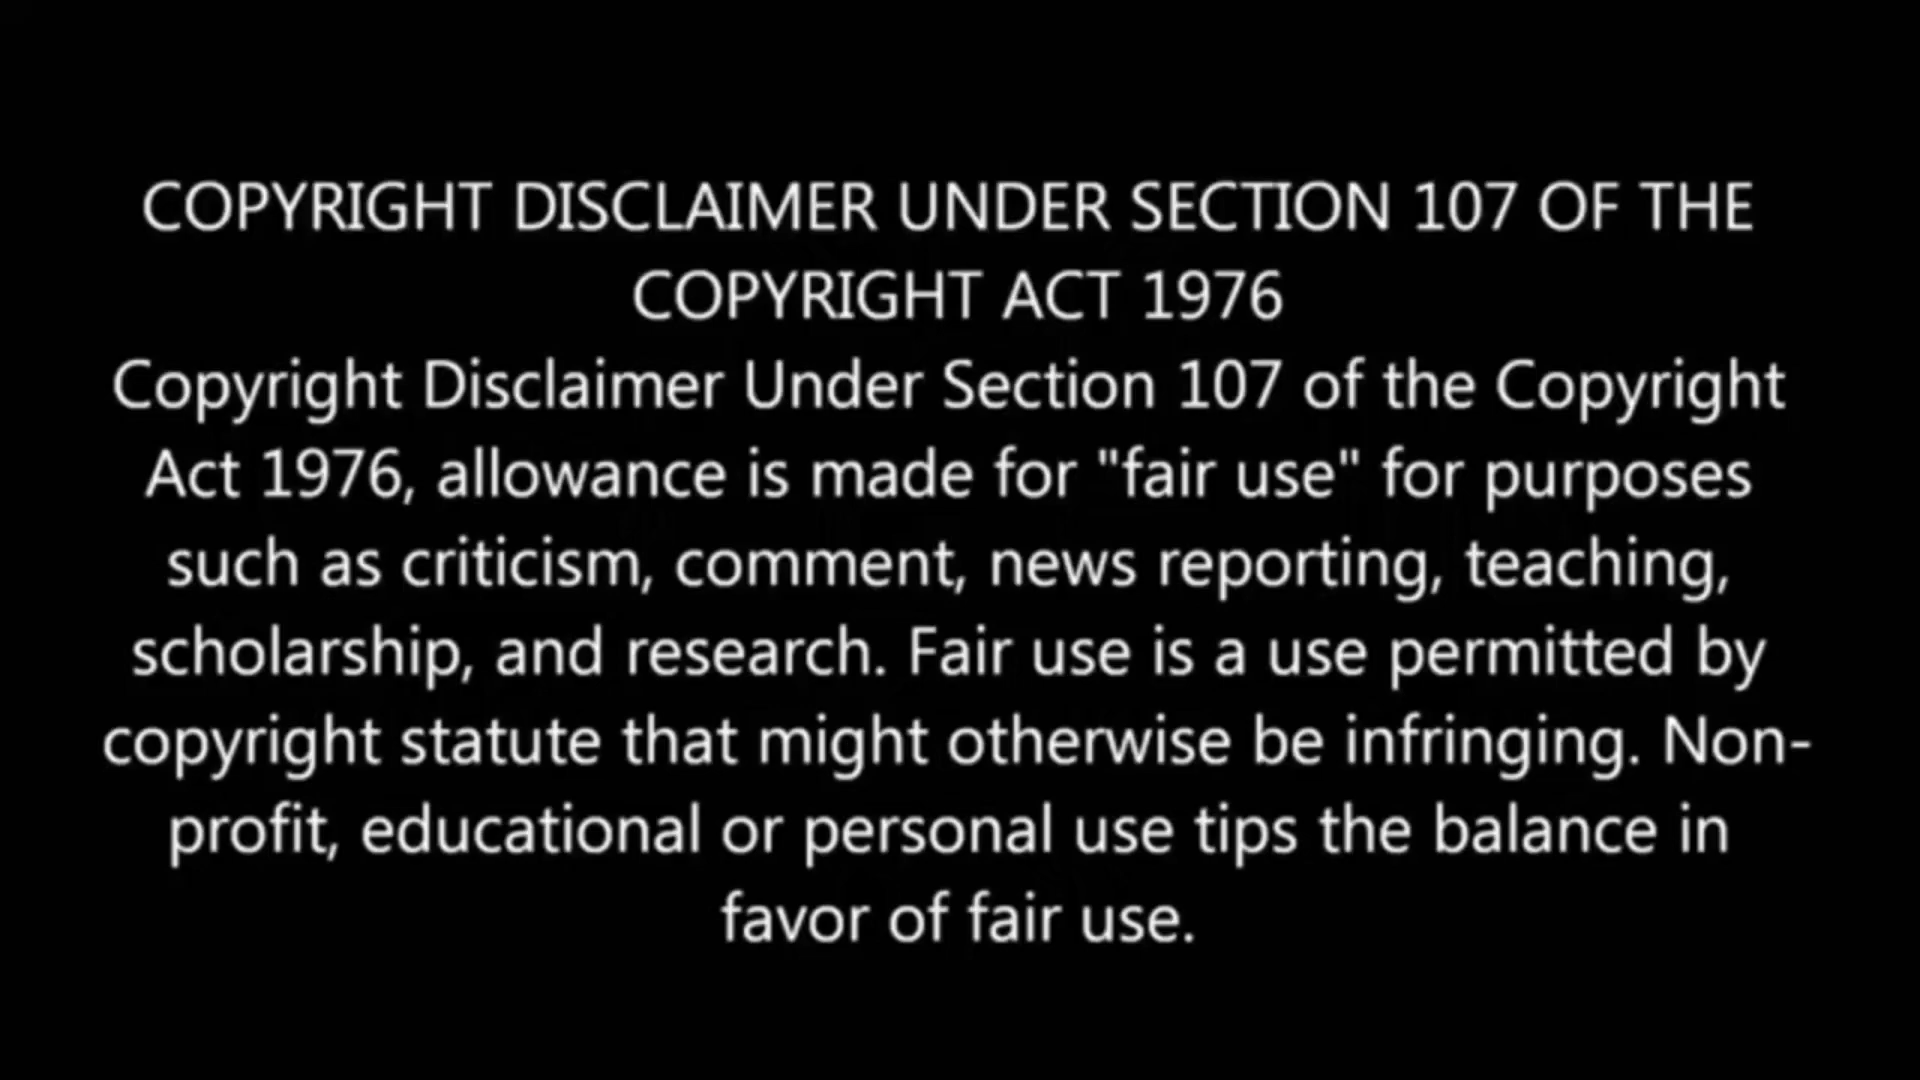 COPYRIGHT DISCLAIMER UNDER SECTION 107 OF THE
COPYRIGHT ACT 1976
Copyright Disclaimer Under Section 107 of the Copyright
Act 1976, allowance is made for "fair use" for purposes
such as criticism, comment, news reporting, teaching,
scholarship, and research. Fair use is a use permitted by
copyright statute that might otherwise be infringing. Non-
profit, educational or personal use tips the balance in
favor of fair use.